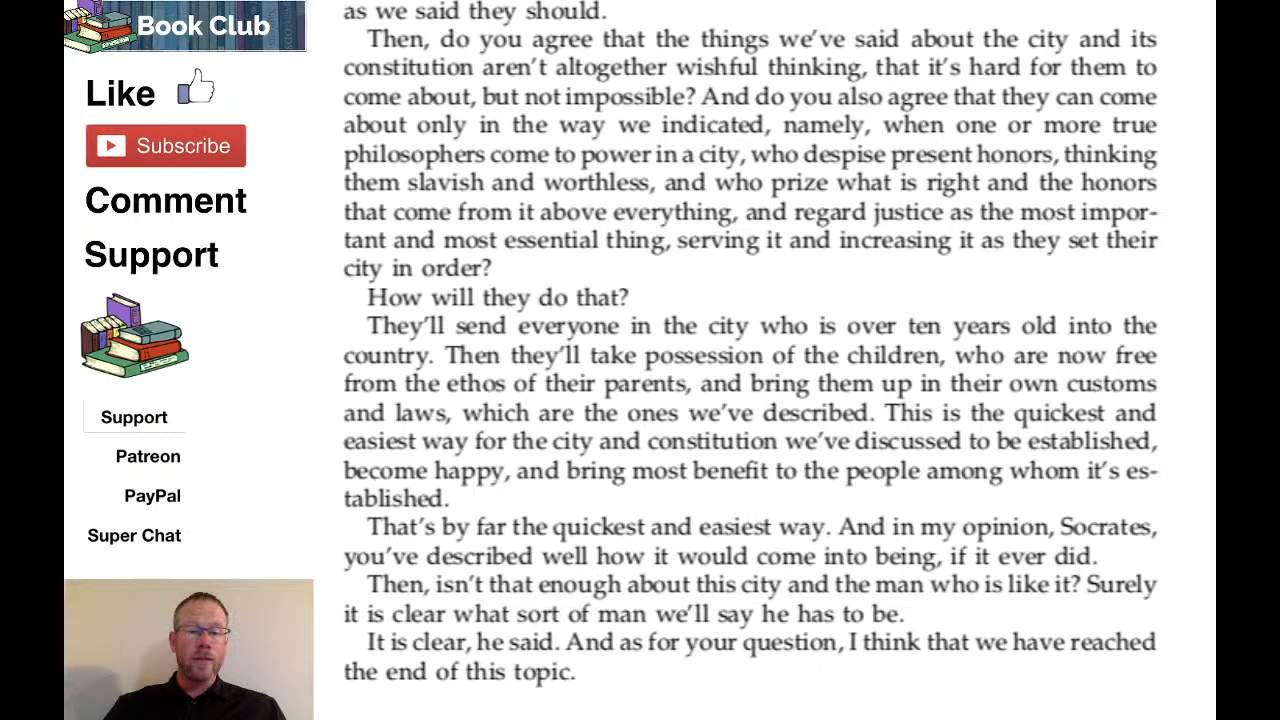 Book Club
Like
Subscribe
Comment
Support
Support
Patreon
PayPal
Super Chat
as we said they should.
Then, do you agree that the things we've said about the city and its
constitution aren't altogether wishful thinking, that it's hard for them to
come about, but not impossible? And do you also agree that they can come
about only in the way we indicated, namely, when one or more true
philosophers come to power in a city, who despise present honors, thinking
them slavish and worthless, and who prize what is right and the honors
that come from it above everything, and regard justice as the most impor-
tant and most essential thing, serving it and increasing it as they set their
city in order?
How will they do that?
They'll send everyone in the city who is over ten years old into the
country. Then they'll take possession of the children, who are now free
from the ethos of their parents, and bring them up in their own customs
and laws, which are the ones we've described. This is the quickest and
easiest way for the city and constitution we've discussed to be established,
become happy, and bring most benefit to the people among whom it's es-
tablished.
That's by far the quickest and easiest way. And in my opinion, Socrates,
you've described well how it would come into being, if it ever did.
Then, isn't that enough about this city and the man who is like it? Surely
it is clear what sort of man we'll say he has to be.
It is clear, he said. And as for your question, I think that we have reached
the end of this topic.